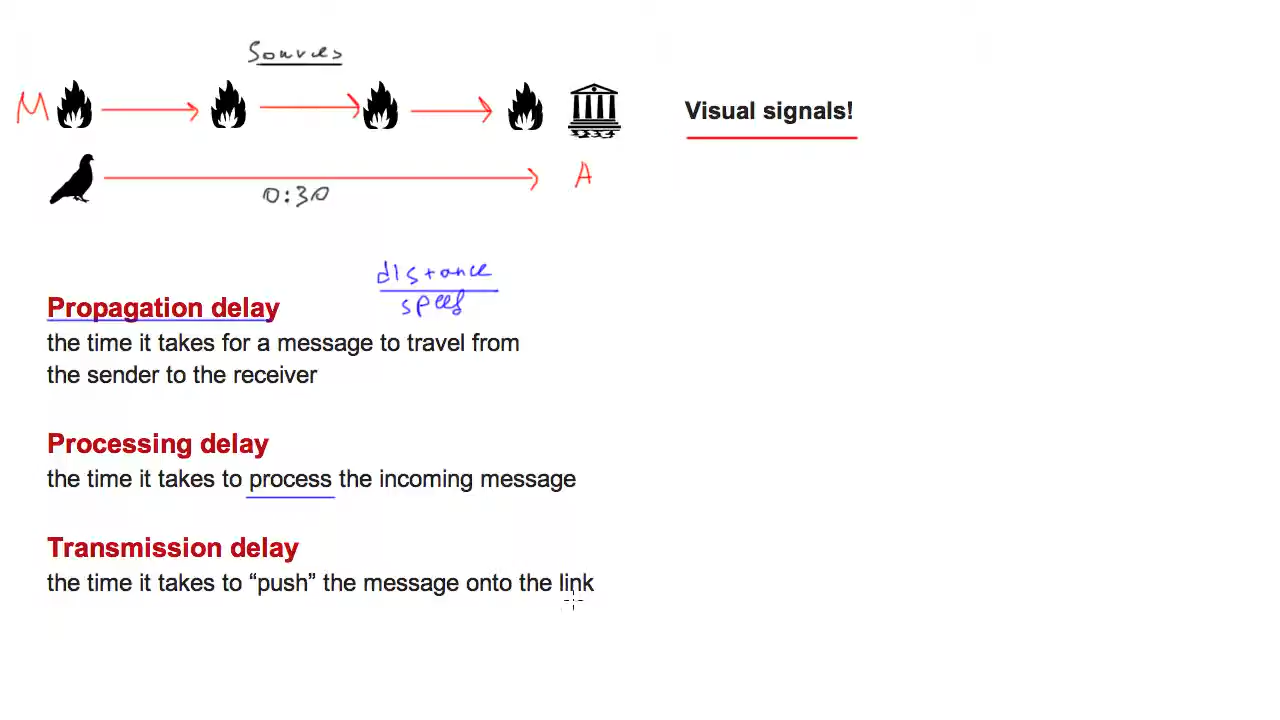 Sources
M
Visual signals!
A
0:30
distance
speed
Propagation delay
the time it takes for a message to travel from
the sender to the receiver
Processing delay
the time it takes to process the incoming message
Transmission delay
the time it takes to “push” the message onto the link